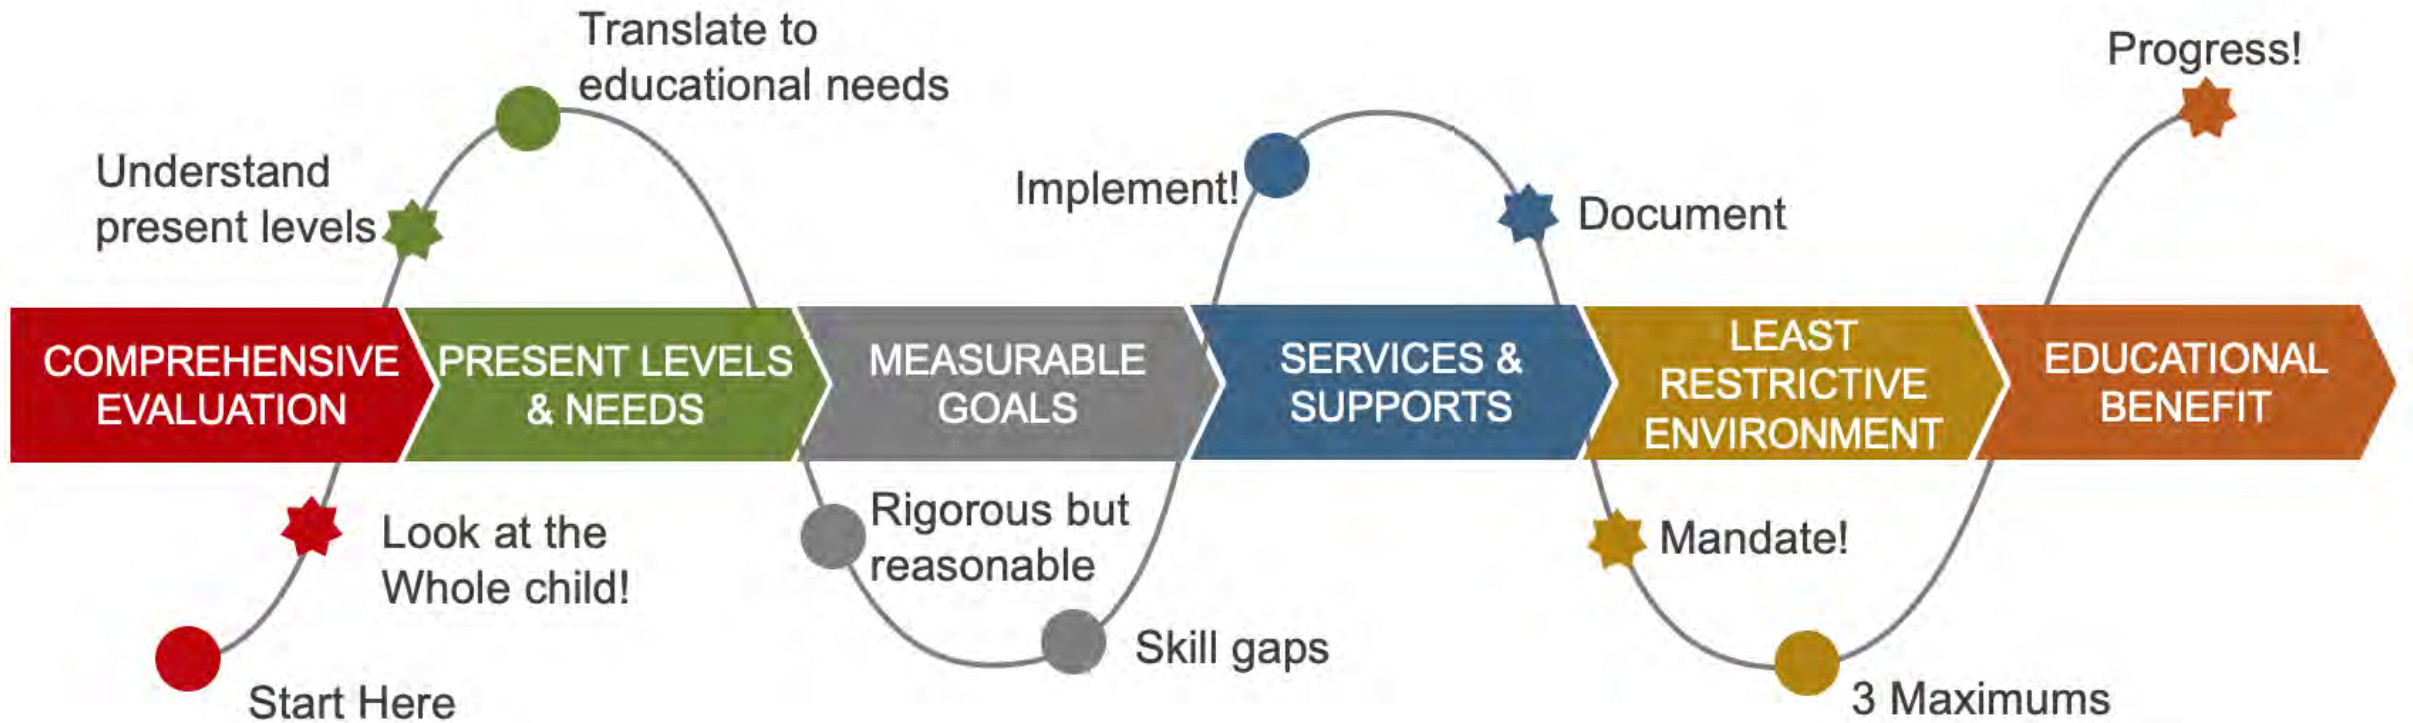 Translate to
educational needs
Progress!
Understand
present levels
Implement!
Document
COMPREHENSIVE
EVALUATION
PRESENT LEVELS
& NEEDS
MEASURABLE
GOALS
SERVICES &
SUPPORTS
LEAST
RESTRICTIVE
ENVIRONMENT
EDUCATIONAL
BENEFIT
Look at the
Whole child!
Rigorous but
reasonable
Mandate!
Start Here
Skill gaps
3 Maximums